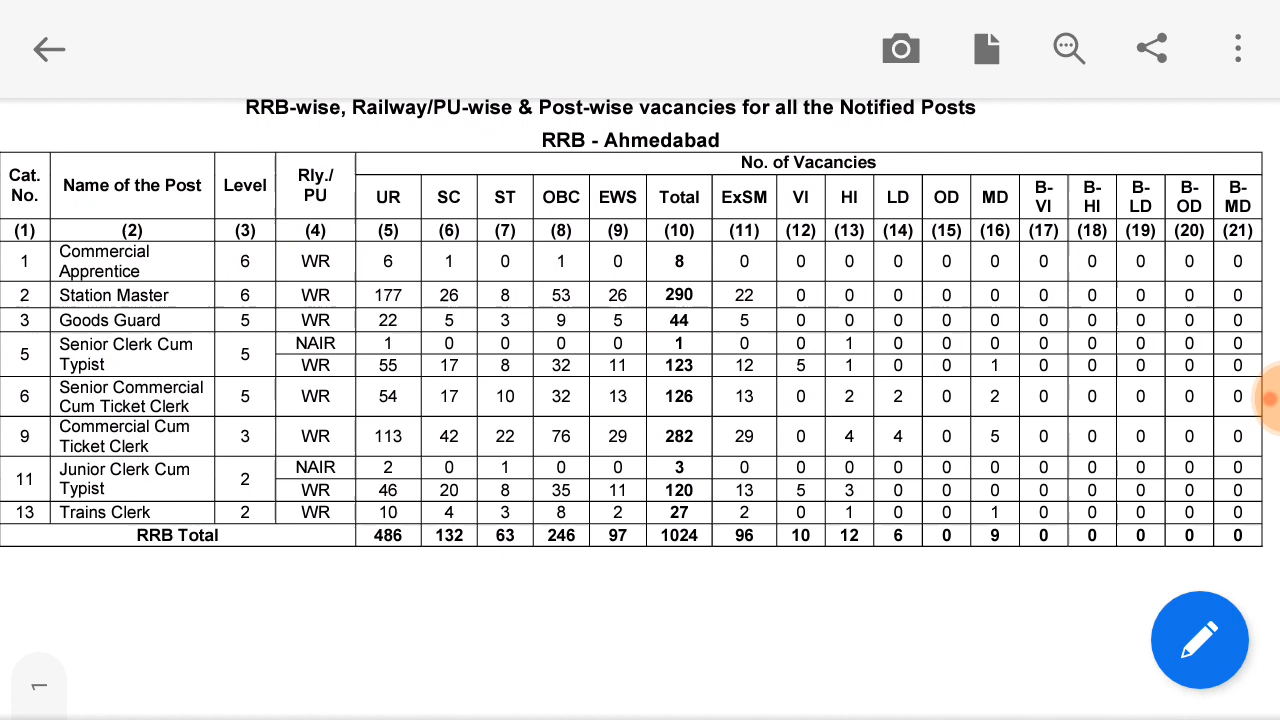 RRB-wise, Railway/PU-wise & Post-wise vacancies for all the Notified Posts
RRB - Ahmedabad
Cat. No. Name of the Post Level Rly./ PU No. of Vacancies
UR SC ST OBC EWS Total ExSM VI HI LD OD MD B-VI B-HI B-LD B-OD B-MD
(1) (2) (3) (4) (5) (6) (7) (8) (9) (10) (11) (12) (13) (14) (15) (16) (17) (18) (19) (20) (21)
1 Commercial Apprentice 6 WR 6 1 0 1 0 8 0 0 0 0 0 0 0 0 0 0 0
2 Station Master 6 WR 177 26 8 53 26 290 22 0 0 0 0 0 0 0 0 0 0
3 Goods Guard 5 WR 22 5 3 9 5 44 5 0 0 0 0 0 0 0 0 0 0
5 Senior Clerk Cum Typist 5 NAIR 1 0 0 0 0 1 0 0 1 0 0 0 0 0 0 0 0
WR 55 17 8 32 11 123 12 5 1 0 0 1 0 0 0 0 0
6 Senior Commercial Cum Ticket Clerk 5 WR 54 17 10 32 13 126 13 0 2 2 0 2 0 0 0 0 0
9 Commercial Cum Ticket Clerk 3 WR 113 42 22 76 29 282 29 0 4 4 0 5 0 0 0 0 0
11 Junior Clerk Cum Typist 2 NAIR 2 0 1 0 0 3 0 0 0 0 0 0 0 0 0 0 0
WR 46 20 8 35 11 120 13 5 3 0 0 0 0 0 0 0 0
13 Trains Clerk 2 WR 10 4 3 8 2 27 2 0 1 0 0 1 0 0 0 0 0
RRB Total 486 132 63 246 97 1024 96 10 12 6 0 9 0 0 0 0 0
1